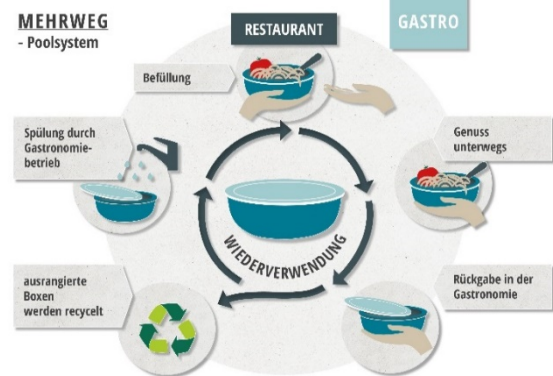 MEHRWEG
- Poolsystem
RESTAURANT
GASTRO
Befüllung
Spülung durch
Gastronomie-
betrieb
Genuss
unterwegs
WIEDERVERWENDUNG
ausrangierte
Boxen
werden recycelt
Rückgabe in der
Gastronomie